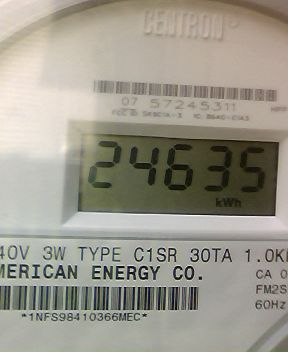 CENTRON
07 57245311
24635
kWh
40V 3W TYPE C1SR 30TA 1.0K
MERICAN ENERGY CO.
CA 0
FM2S
60Hz
*1NFS98410366MEC*